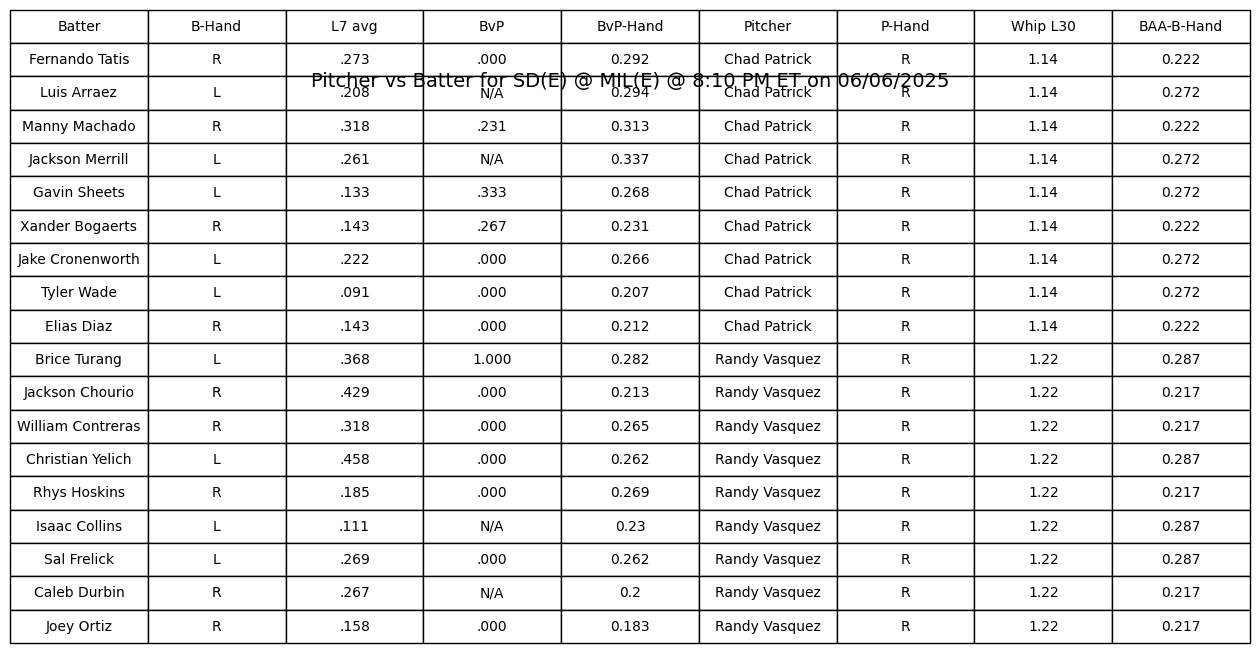 Batter B-Hand L7 avg BvP BvP-Hand Pitcher P-Hand Whip L30 BAA-B-Hand
Fernando Tatis R .273 .000 0.292 Chad Patrick R 1.14 0.222
Pitcher vs Batter for SD(E) @ MIL(E) @ 8:10 PM ET on 06/06/2025
Luis Arraez L .208 N/A 0.294 Chad Patrick R 1.14 0.272
Manny Machado R .318 .231 0.313 Chad Patrick R 1.14 0.222
Jackson Merrill L .261 N/A 0.337 Chad Patrick R 1.14 0.272
Gavin Sheets L .133 .333 0.268 Chad Patrick R 1.14 0.272
Xander Bogaerts R .143 .267 0.231 Chad Patrick R 1.14 0.222
Jake Cronenworth L .222 .000 0.266 Chad Patrick R 1.14 0.272
Tyler Wade L .091 .000 0.207 Chad Patrick R 1.14 0.272
Elias Diaz R .143 .000 0.212 Chad Patrick R 1.14 0.222
Brice Turang L .368 1.000 0.282 Randy Vasquez R 1.22 0.287
Jackson Chourio R .429 .000 0.213 Randy Vasquez R 1.22 0.217
William Contreras R .318 .000 0.265 Randy Vasquez R 1.22 0.217
Christian Yelich L .458 .000 0.262 Randy Vasquez R 1.22 0.287
Rhys Hoskins R .185 .000 0.269 Randy Vasquez R 1.22 0.217
Isaac Collins L .111 N/A 0.23 Randy Vasquez R 1.22 0.287
Sal Frelick L .269 .000 0.262 Randy Vasquez R 1.22 0.287
Caleb Durbin R .267 N/A 0.2 Randy Vasquez R 1.22 0.217
Joey Ortiz R .158 .000 0.183 Randy Vasquez R 1.22 0.217